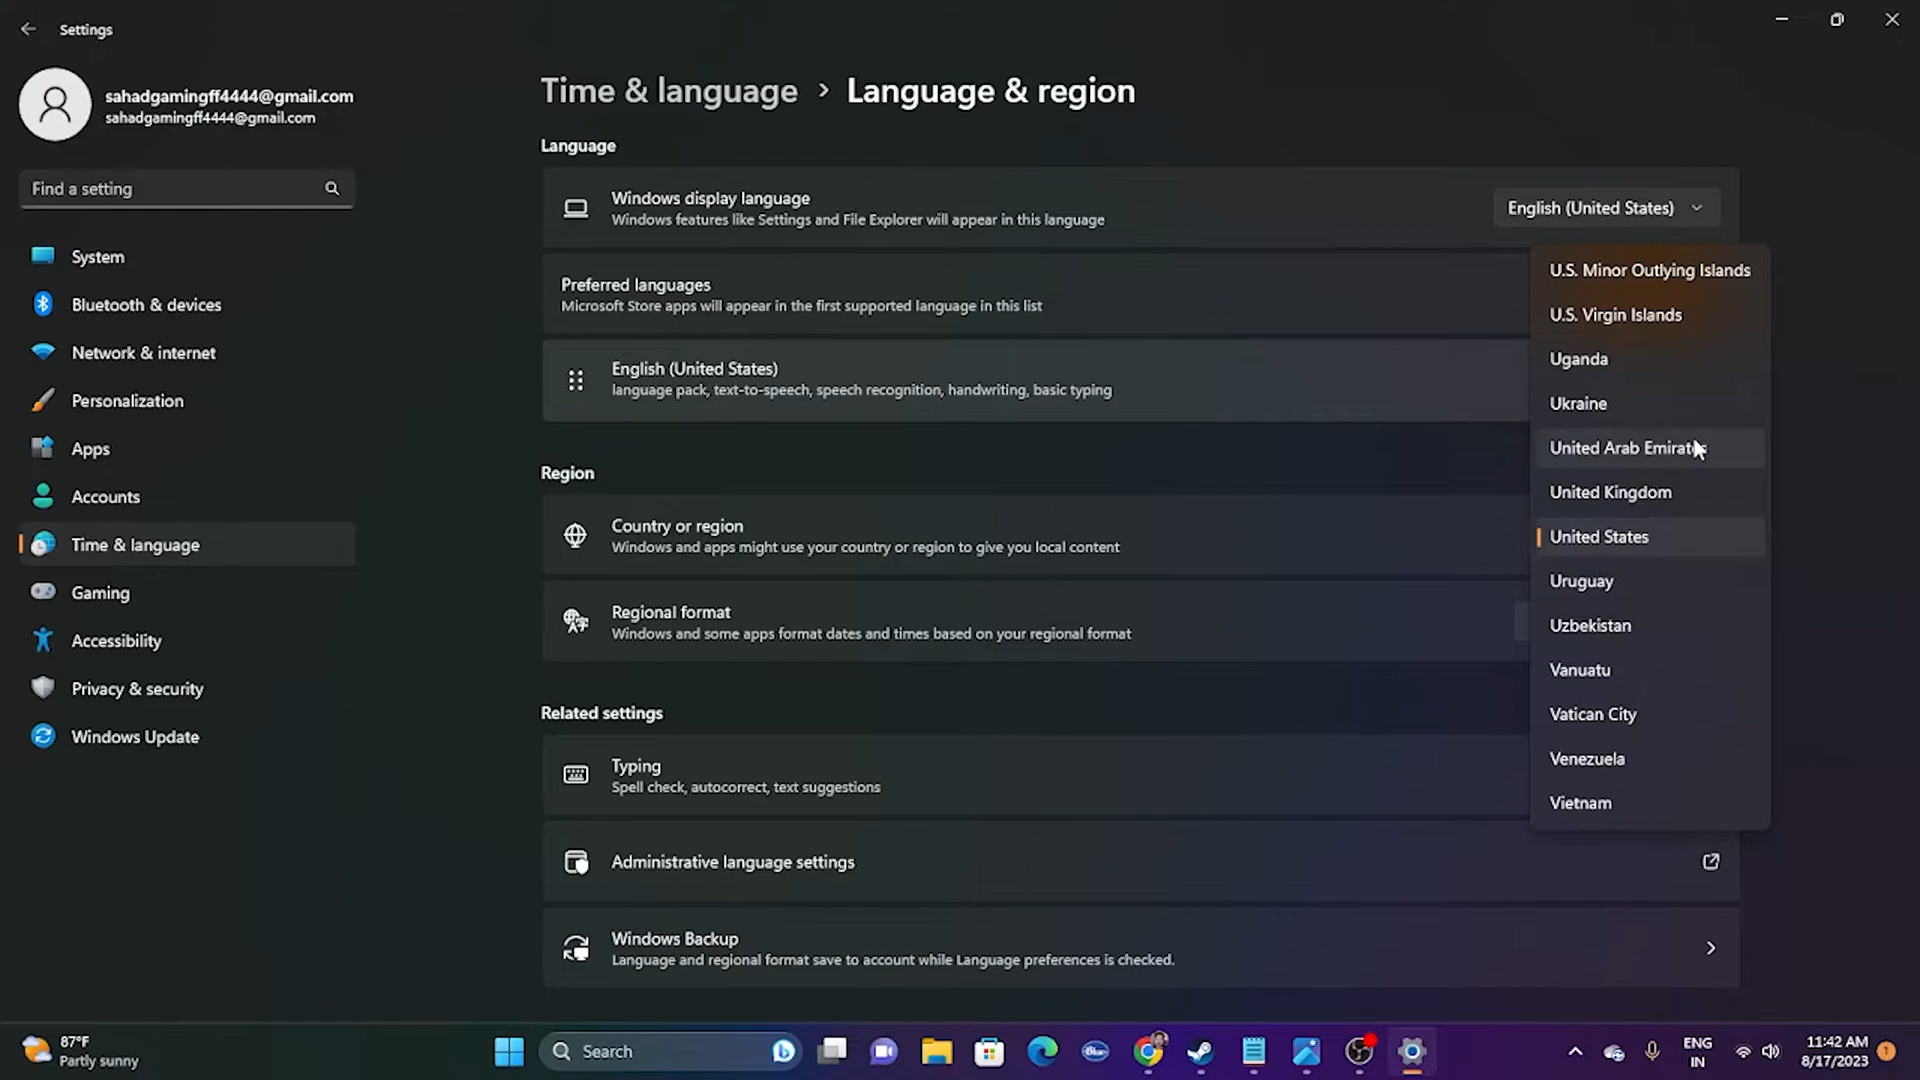 Settings
sahadgamingff4444@gmail.com
sahadgamingff4444@gmail.com
Find a setting
System
Bluetooth & devices
Network & internet
Personalization
Apps
Accounts
Time & language
Gaming
Accessibility
Privacy & security
Windows Update
Time & language › Language & region
Language
Windows display language
Windows features like Settings and File Explorer will appear in this language
English (United States)
Preferred languages
Microsoft Store apps will appear in the first supported language in this list
English (United States)
language pack, text-to-speech, speech recognition, handwriting, basic typing
Region
Country or region
Windows and apps might use your country or region to give you local content
Regional format
Windows and some apps format dates and times based on your regional format
Related settings
Typing
Spell check, autocorrect, text suggestions
Administrative language settings
Windows Backup
Language and regional format save to account while Language preferences is checked.
U.S. Minor Outlying Islands
U.S. Virgin Islands
Uganda
Ukraine
United Arab Emirates
United Kingdom
United States
Uruguay
Uzbekistan
Vanuatu
Vatican City
Venezuela
Vietnam
87°F
Partly sunny
Search
Blue
ENG
IN
11:42 AM
8/17/2023
1